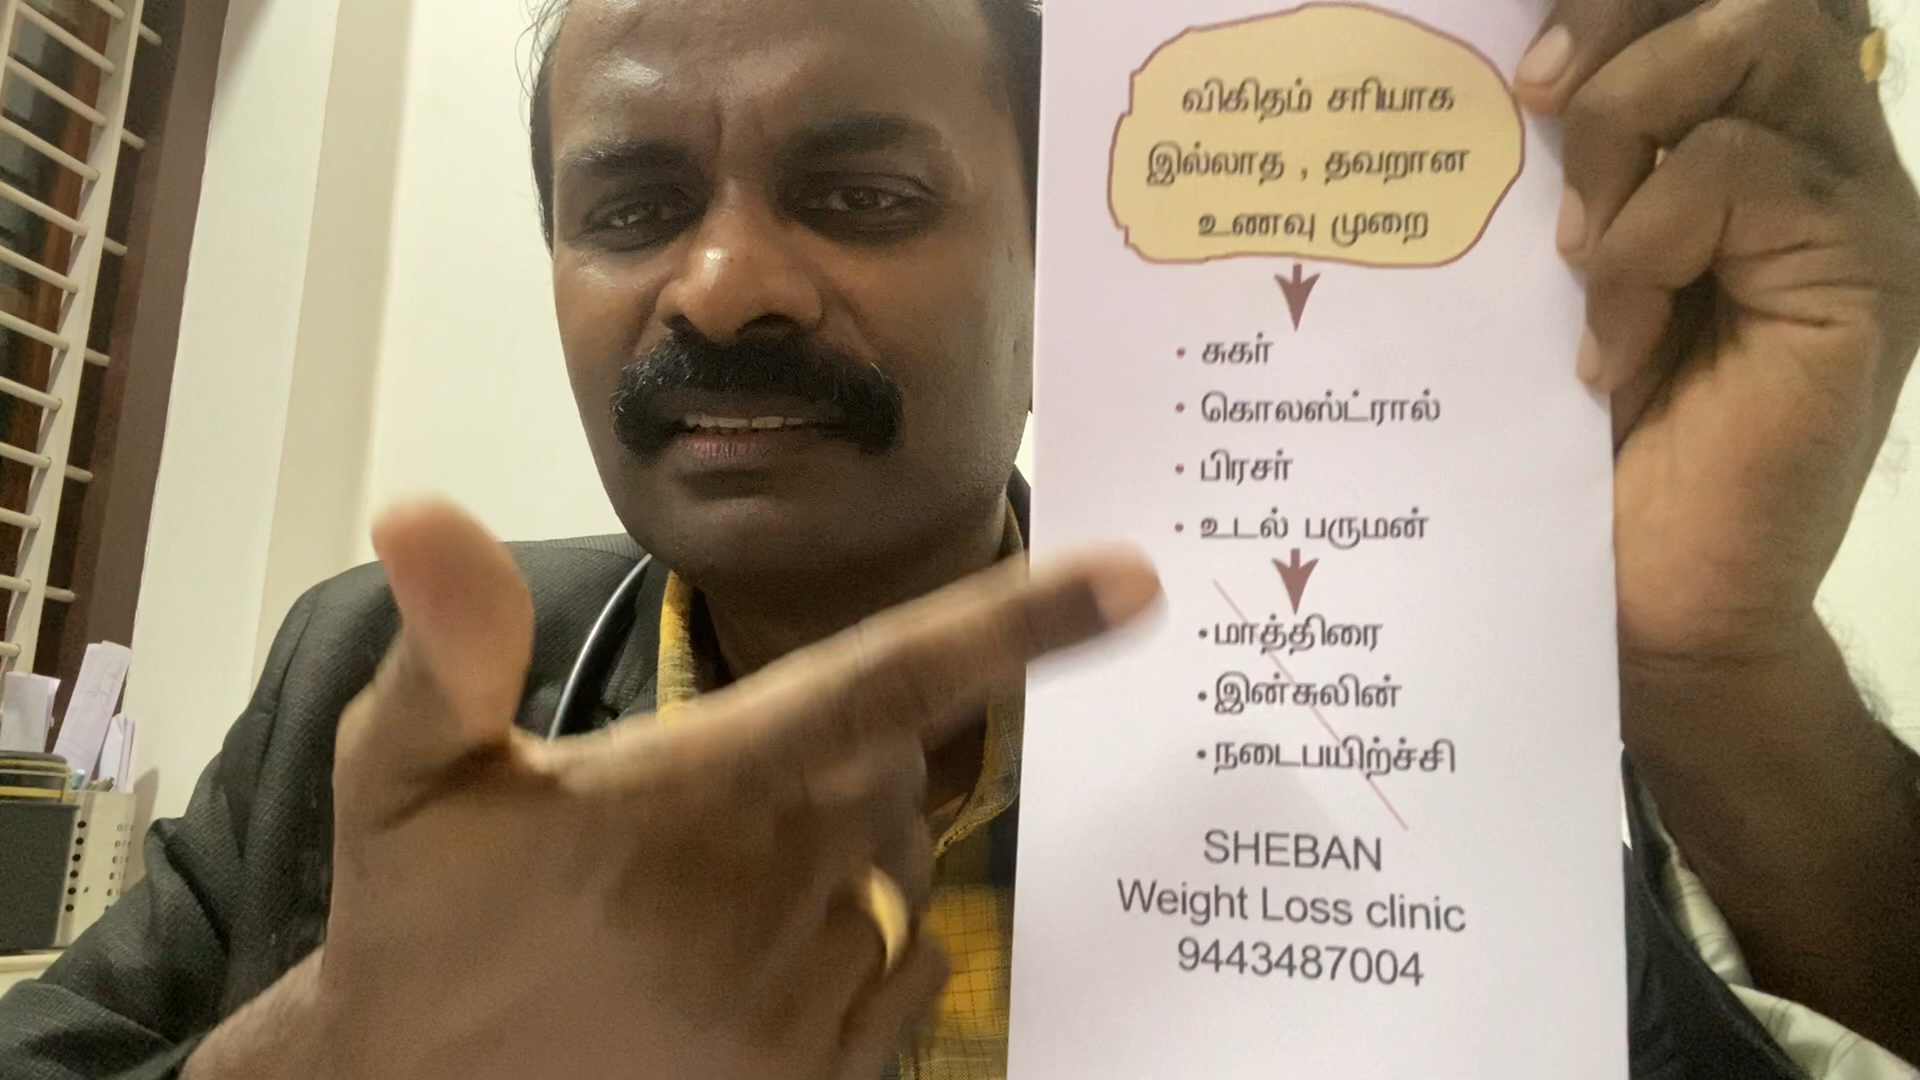 விகிதம் சரியாக
இல்லாத , தவறான
உணவு முறை
• சுகர்
• கொலஸ்ட்ரால்
• பிரசர்
• உடல் பருமன்
•மாத்திரை
•இன்சுலின்
•நடைபயிற்ச்சி
SHEBAN
Weight Loss clinic
9443487004